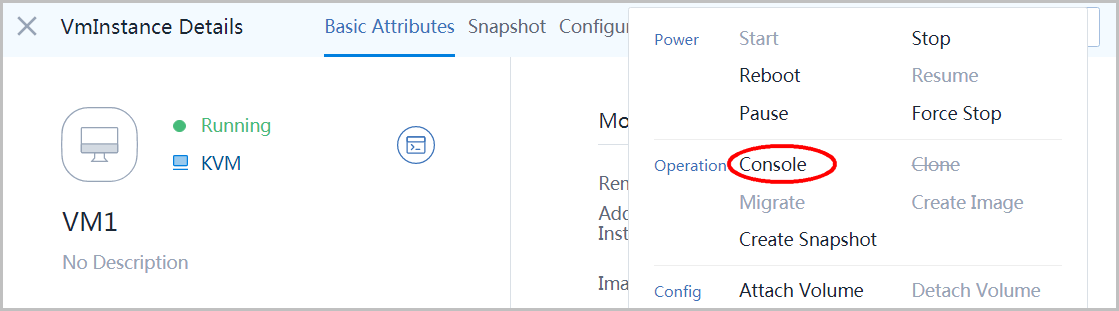 VmInstance Details Basic Attributes Snapshot Configur
Power Start Stop
Reboot Resume
Pause Force Stop
Running
KVM
VM1
No Description
Mo
Ren
Add
Inst
Ima
Operation Console Clone
Migrate Create Image
Create Snapshot
Config Attach Volume Detach Volume